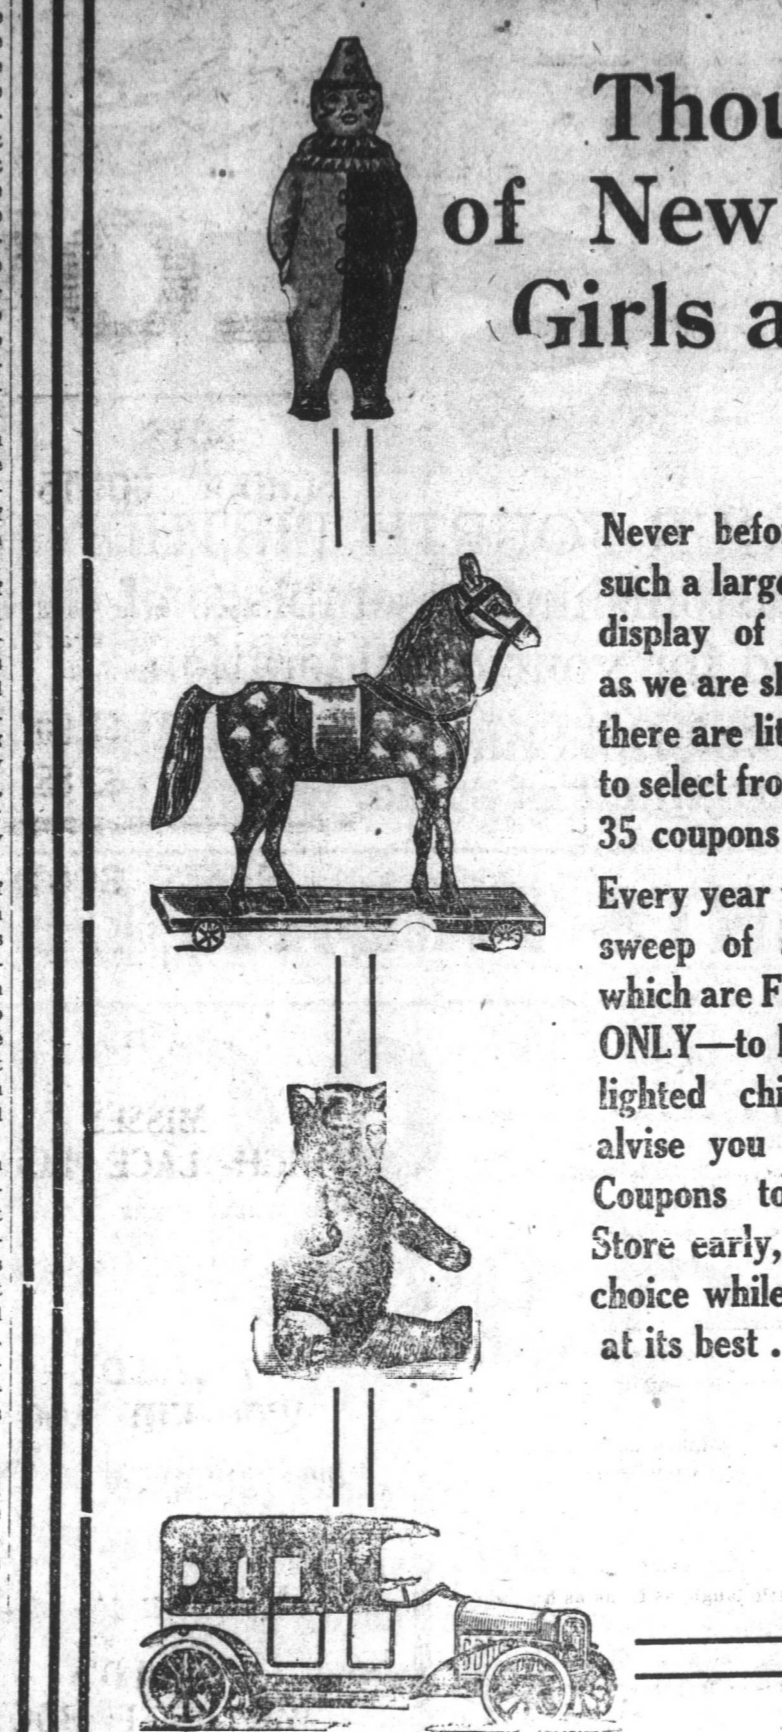 Thou
of New
Girls a
Never befo
such a large
display of
as we are sh
there are lit
to select fro
35 coupons
Every year
sweep of
which are F
ONLY—to
lighted chi
alvise you
Coupons to
Store early,
choice while
at its best .